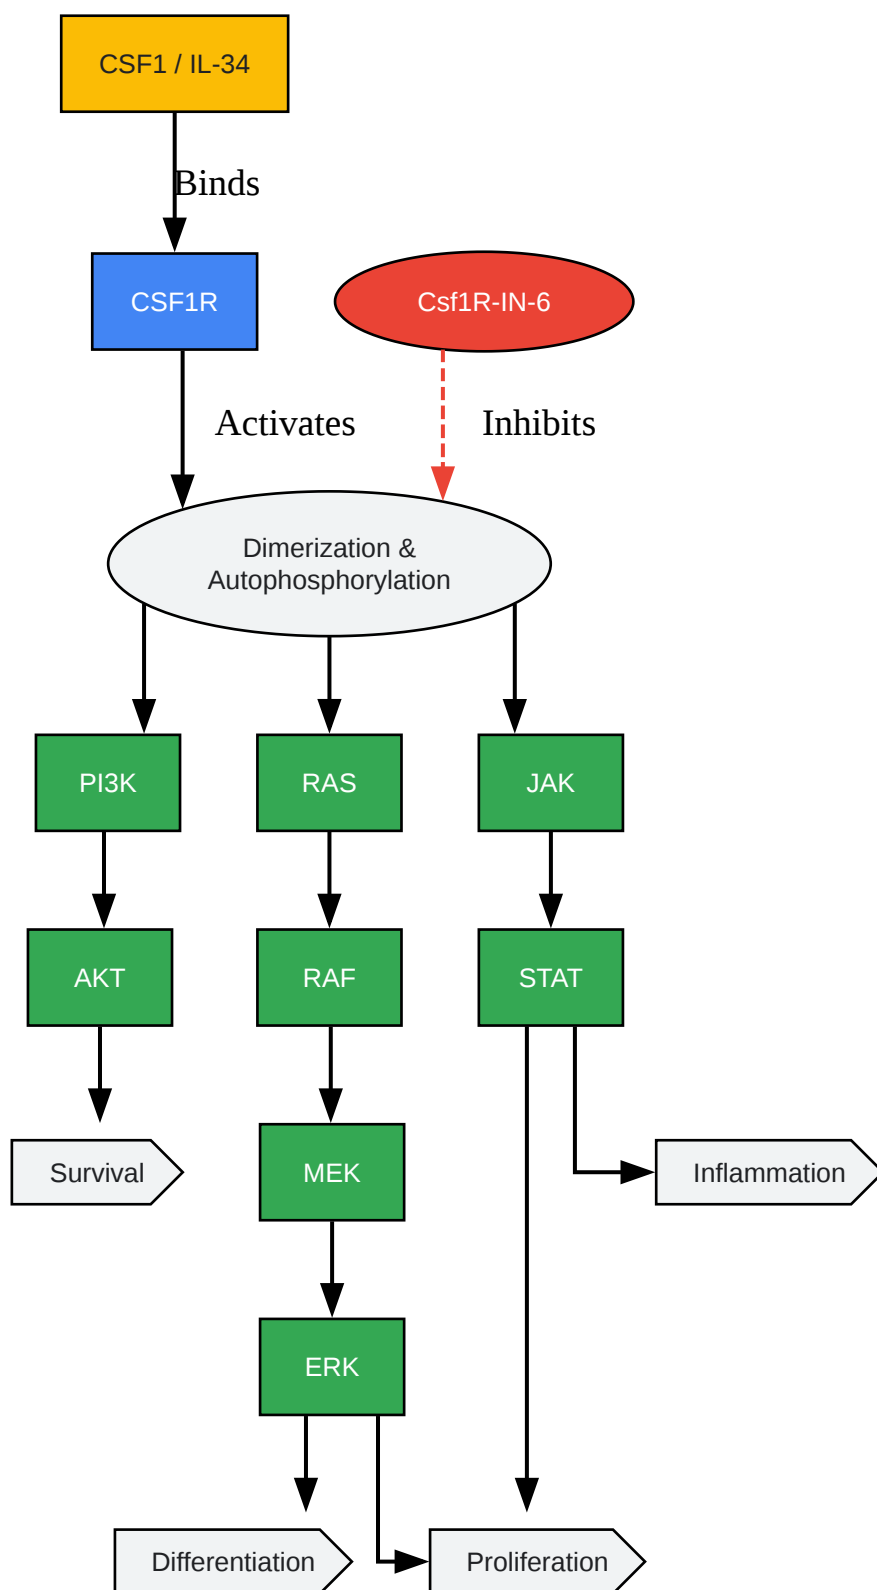 CSF1 / IL-34
Binds
CSF1R
Csf1R-IN-6
Activates
Inhibits
Dimerization &
Autophosphorylation
PI3K
RAS
JAK
AKT
RAF
STAT
Survival
MEK
Inflammation
ERK
Differentiation
Proliferation